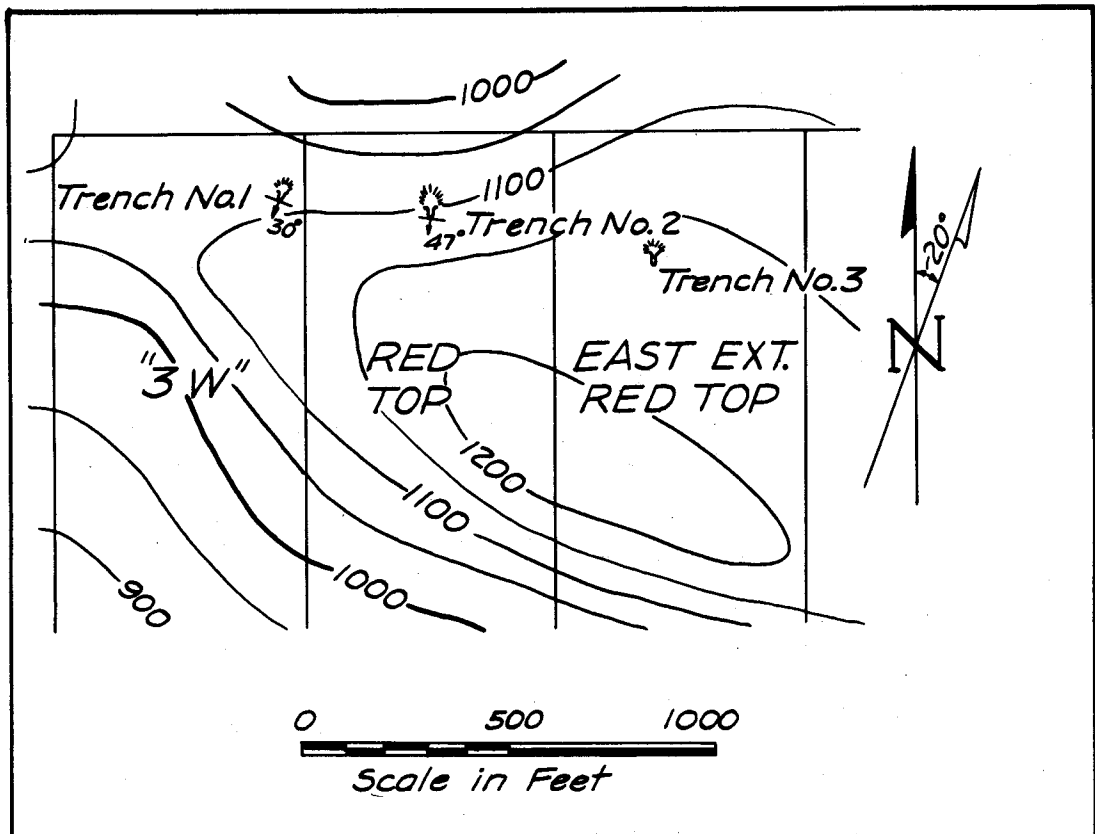 1000
1100
Trench No.1
30°
47°
Trench No. 2
Trench No.3
20°
N
"3 W"
RED
TOP
EAST EXT.
RED TOP
1200
1100
1000
900
0 500 1000
Scale in Feet